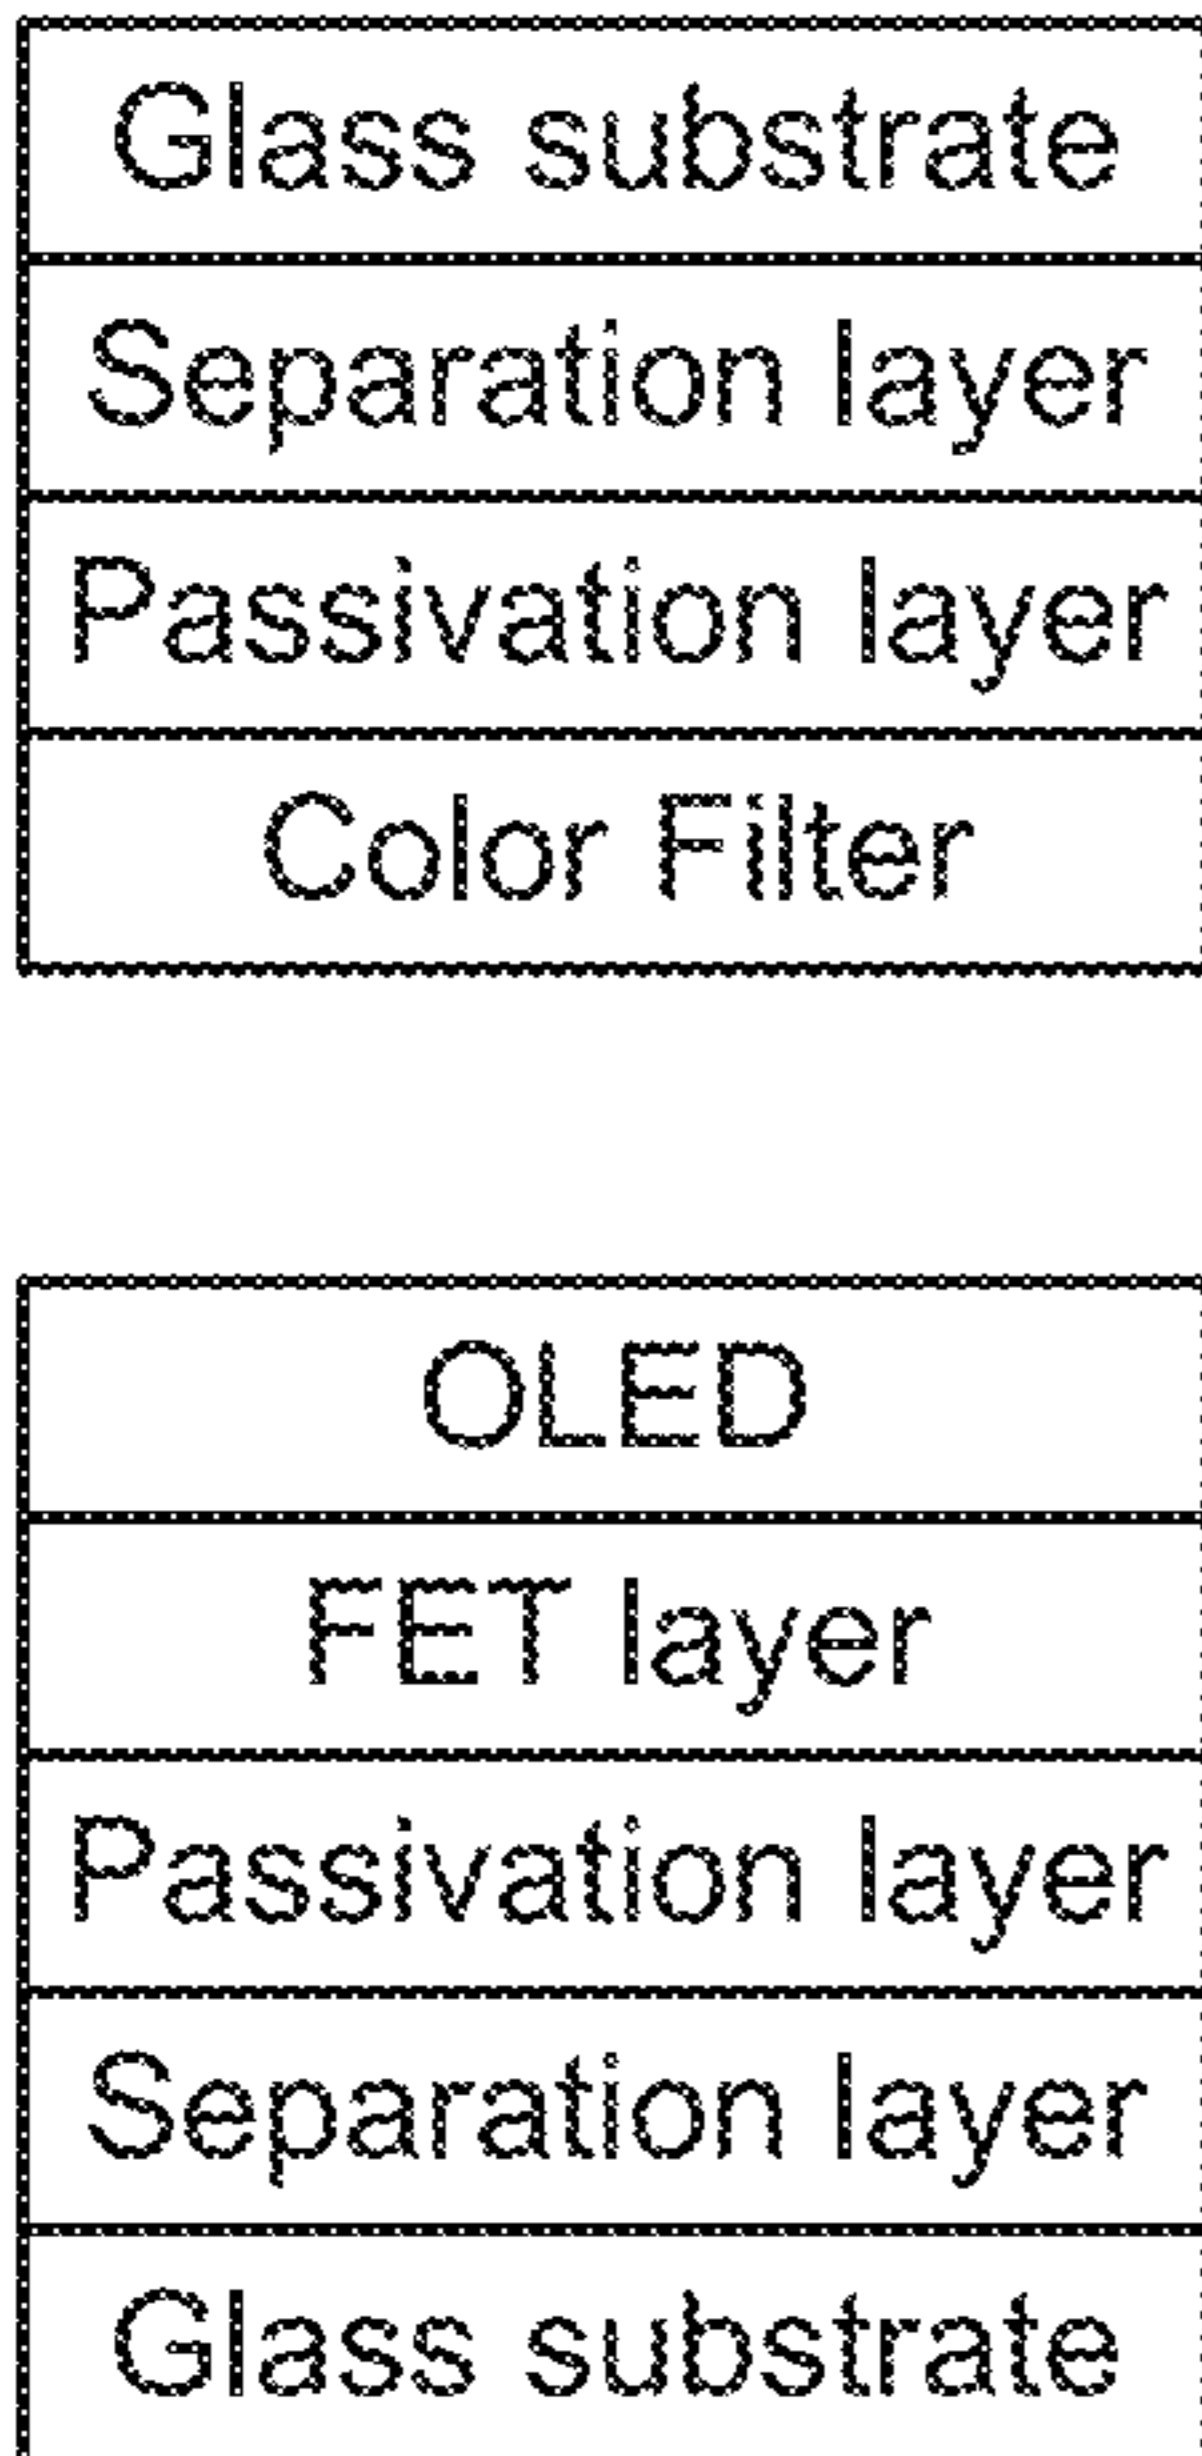 Glass substrate
Separation layer
Passivation layer
Color Filter
OLED
FET layer
Passivation layer
Separation layer
Glass substrate